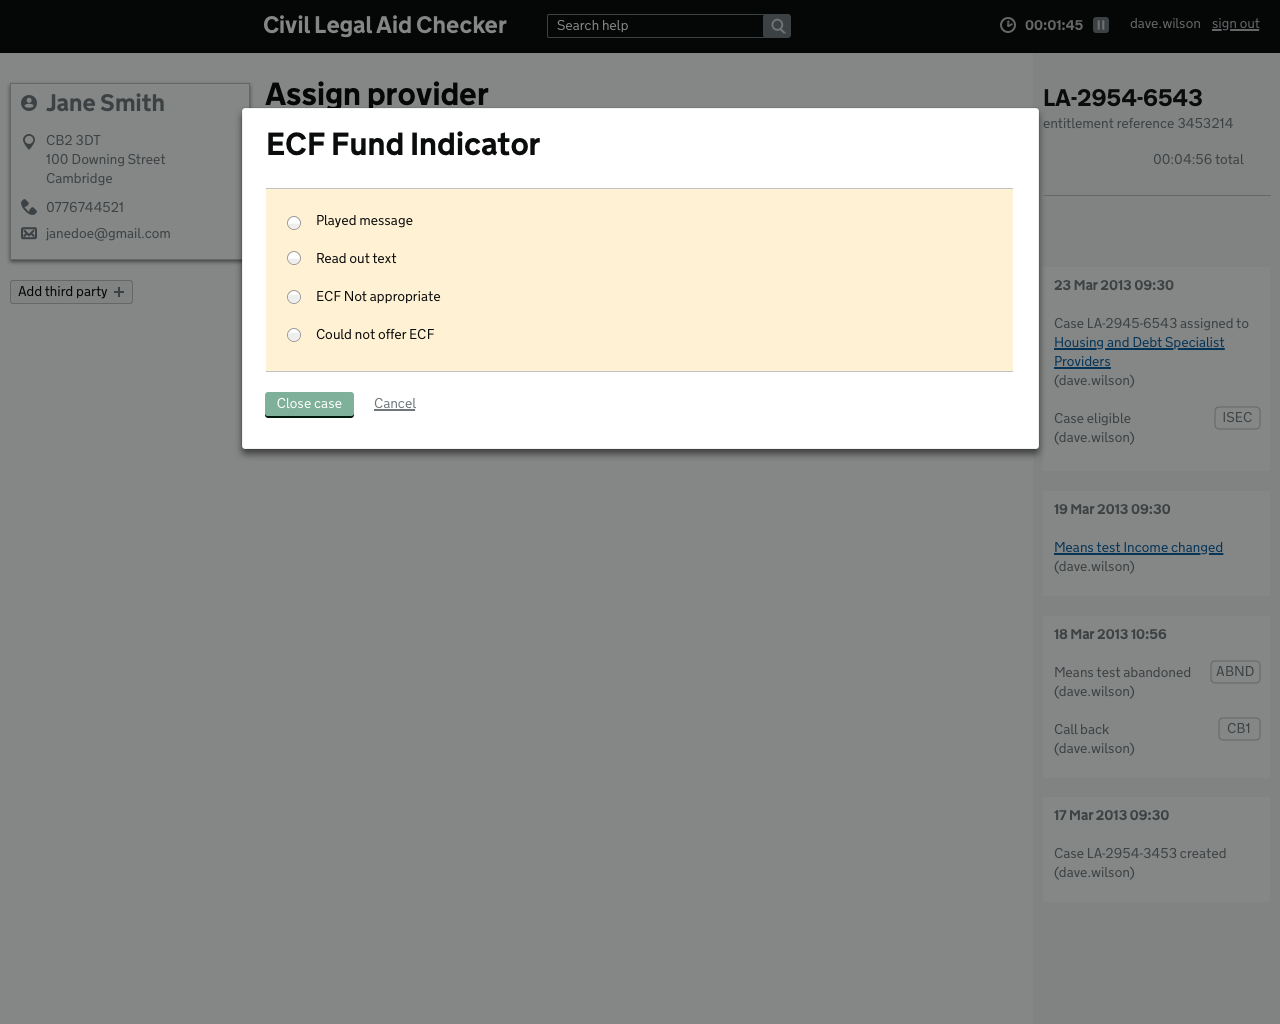 Civil Legal Aid Checker
Search help
00:01:45
dave.wilson
sign out
Jane Smith
CB2 3DT
100 Downing Street
Cambridge
0776744521
janedoe@gmail.com
Add third party
Assign provider
ECF Fund Indicator
Played message
Read out text
ECF Not appropriate
Could not offer ECF
Close case
Cancel
LA-2954-6543
entitlement reference 3453214
00:04:56 total
23 Mar 2013 09:30
Case LA-2945-6543 assigned to
Housing and Debt Specialist
Providers
(dave.wilson)
Case eligible
ISEC
(dave.wilson)
19 Mar 2013 09:30
Means test Income changed
(dave.wilson)
18 Mar 2013 10:56
Means test abandoned
ABND
(dave.wilson)
Call back
CB1
(dave.wilson)
17 Mar 2013 09:30
Case LA-2954-3453 created
(dave.wilson)